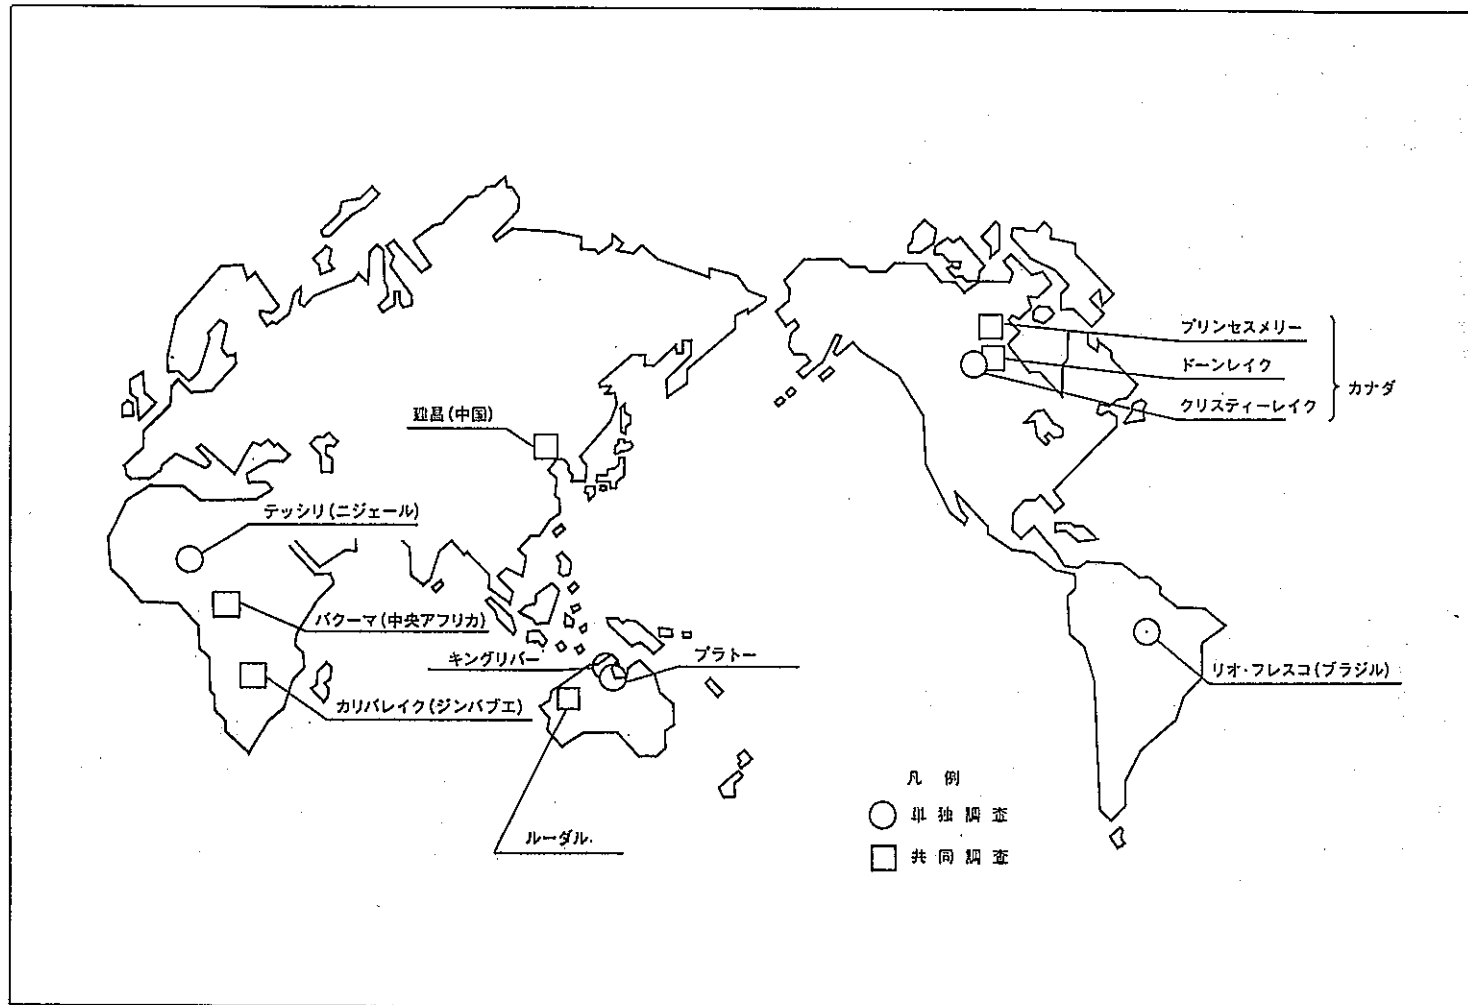 プリンセスメリー
ドーンレイク
カナダ
クリスティーレイク
昌(中国)
テッシリ(ニジェール)
バクーマ(中央アフリカ)
キングリバー
プラトー
リオ・フレスコ(ブラジル)
カリバレイク(ジンバブエ)
凡例
単独調査
ルーダル
共同調査